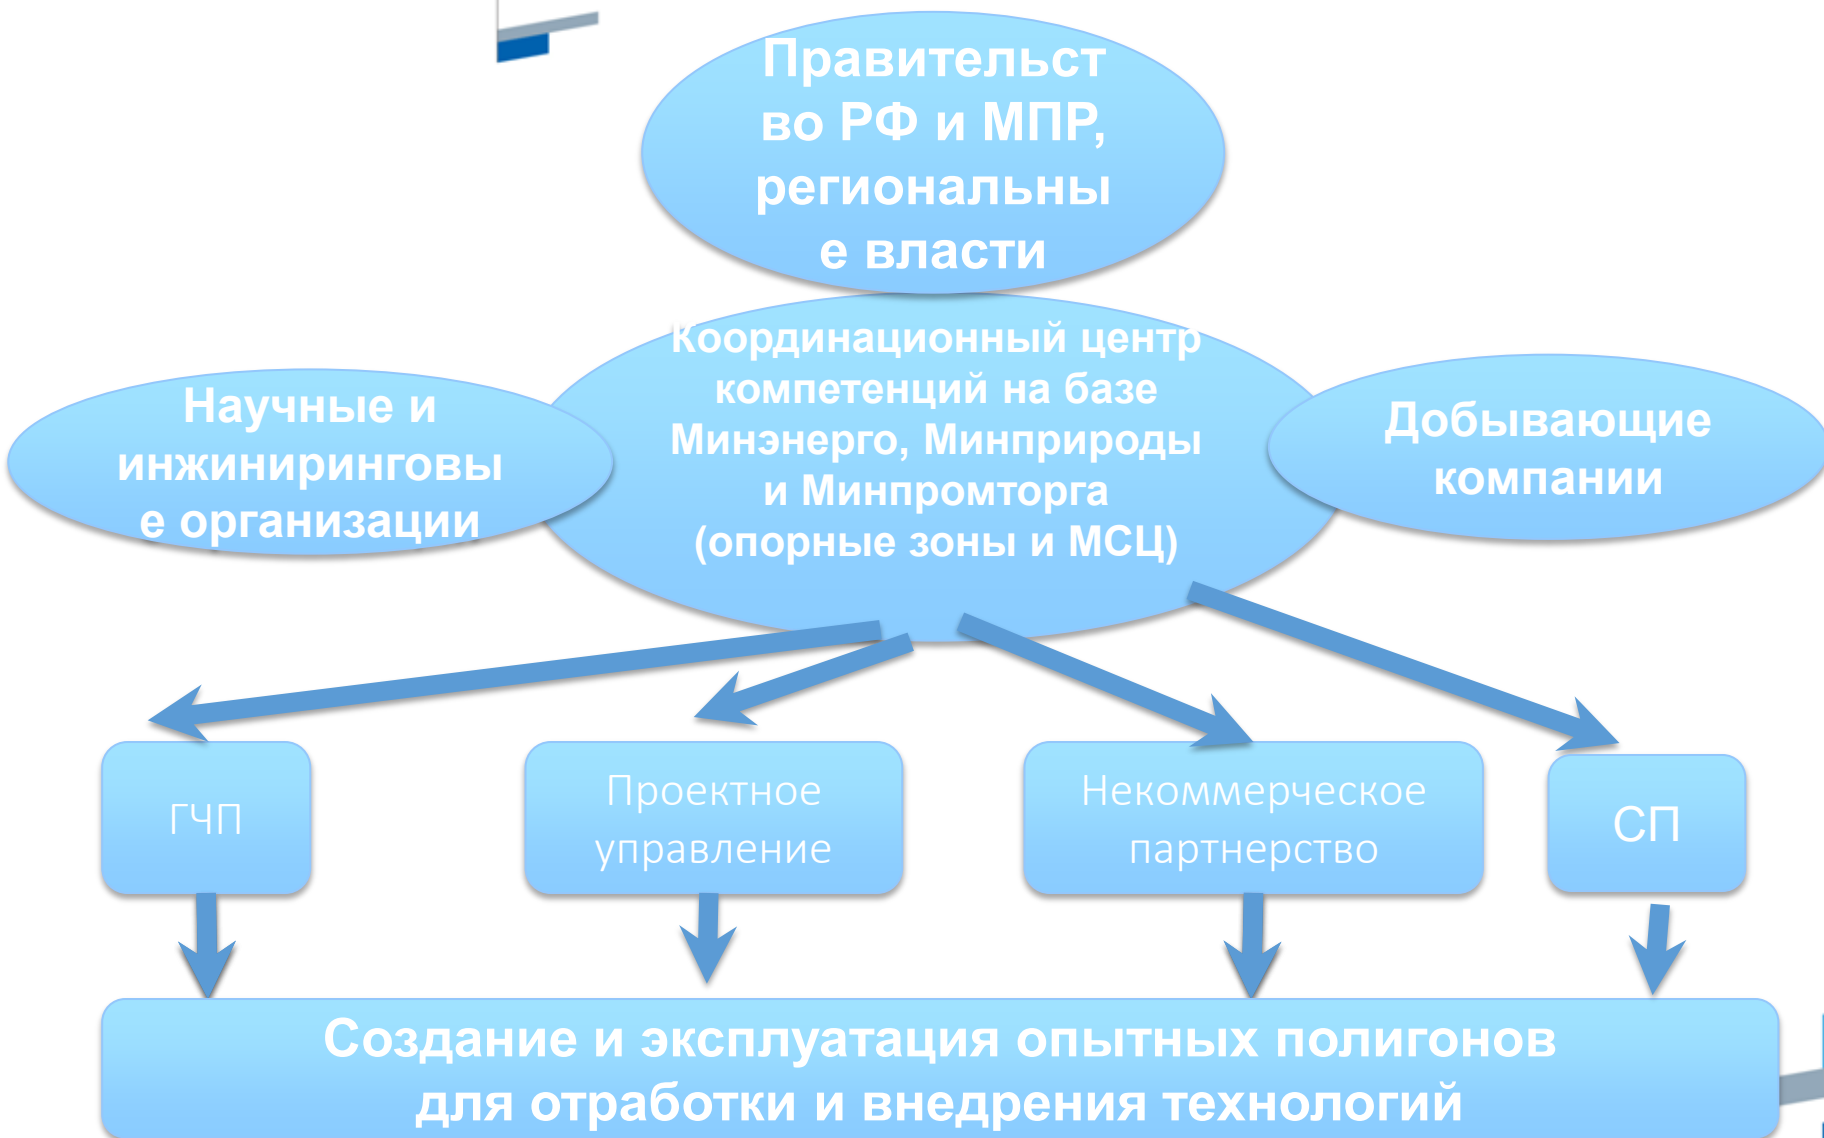 Правительст
во РФ и МПР,
региональны
е власти
Координационный центр
компетенций на базе
Минэнерго, Минприроды
и Минпромторга
(опорные зоны и МСЦ)
Научные и
инжиниринговы
е организации
Добывающие
компании
ГЧП
Проектное
управление
Некоммерческое
партнерство
СП
Создание и эксплуатация опытных полигонов
для отработки и внедрения технологий